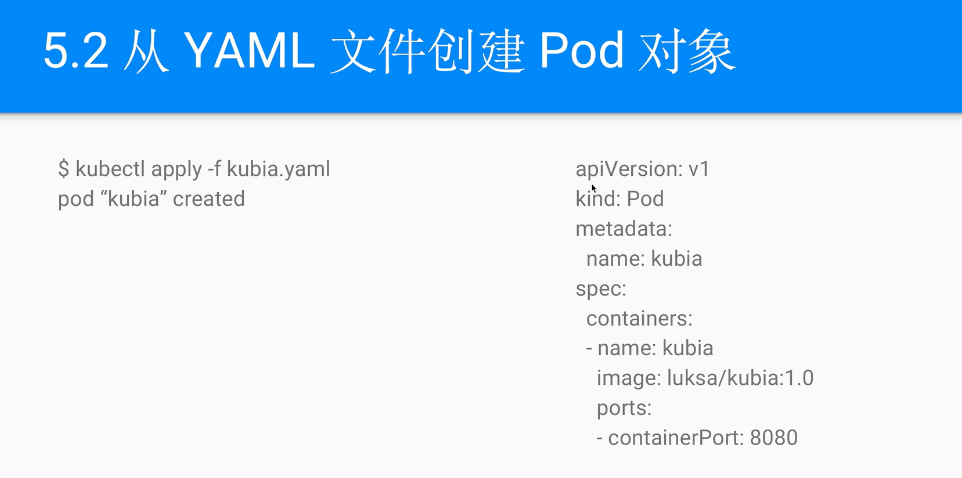 5.2 从 YAML 文件创建 Pod 对象
$ kubectl apply -f kubia.yaml
pod “kubia” created
apiVersion: v1
kind: Pod
metadata:
  name: kubia
spec:
  containers:
  - name: kubia
    image: luksa/kubia:1.0
    ports:
    - containerPort: 8080